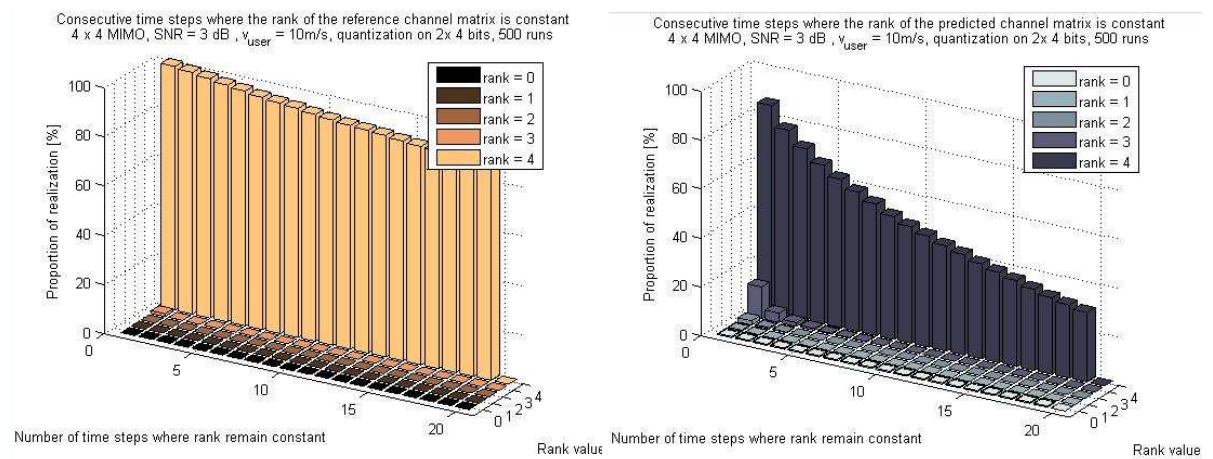 Consecutive time steps where the rank of the reference channel matrix is constant
4 x 4 MIMO, SNR = 3 dB , v_user = 10m/s, quantization on 2x 4 bits, 500 runs
rank = 0
rank = 1
rank = 2
rank = 3
rank = 4
Proportion of realization [%]
100
80
60
40
20
0
0
5
10
15
20
0
1
2
3
4
Number of time steps where rank remain constant
Rank value
Consecutive time steps where the rank of the predicted channel matrix is constant
4 x 4 MIMO, SNR = 3 dB , v_user = 10m/s, quantization on 2x 4 bits, 500 runs
rank = 0
rank = 1
rank = 2
rank = 3
rank = 4
Proportion of realization [%]
100
80
60
40
20
0
0
5
10
15
20
0
1
2
3
4
Number of time steps where rank remain constant
Rank value